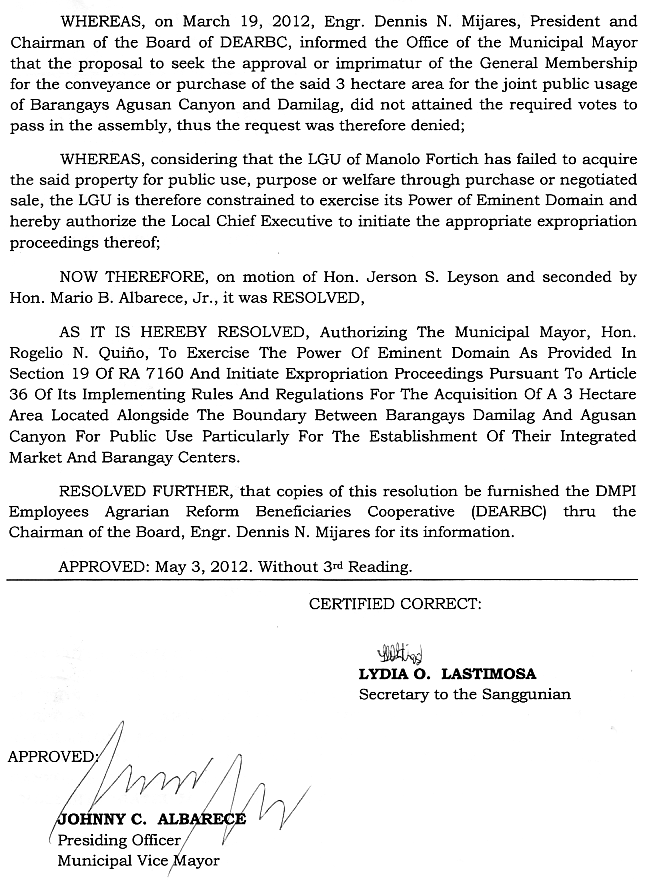 WHEREAS, on March 19, 2012, Engr. Dennis N. Mijares, President and
Chairman of the Board of DEARBC, informed the Office of the Municipal Mayor
that the proposal to seek the approval or imprimatur of the General Membership
for the conveyance or purchase of the said 3 hectare area for the joint public usage
of Barangays Agusan Canyon and Damilag, did not attained the required votes to
pass in the assembly, thus the request was therefore denied;
WHEREAS, considering that the LGU of Manolo Fortich has failed to acquire
the said property for public use, purpose or welfare through purchase or negotiated
sale, the LGU is therefore constrained to exercise its Power of Eminent Domain and
hereby authorize the Local Chief Executive to initiate the appropriate expropriation
proceedings thereof;
NOW THEREFORE, on motion of Hon. Jerson S. Leyson and seconded by
Hon. Mario B. Albarece, Jr., it was RESOLVED,
AS IT IS HEREBY RESOLVED, Authorizing The Municipal Mayor, Hon.
Rogelio N. Quiño, To Exercise The Power Of Eminent Domain As Provided In
Section 19 Of RA 7160 And Initiate Expropriation Proceedings Pursuant To Article
36 Of Its Implementing Rules And Regulations For The Acquisition Of A 3 Hectare
Area Located Alongside The Boundary Between Barangays Damilag And Agusan
Canyon For Public Use Particularly For The Establishment Of Their Integrated
Market And Barangay Centers.
RESOLVED FURTHER, that copies of this resolution be furnished the DMPI
Employees Agrarian Reform Beneficiaries Cooperative (DEARBC) thru the
Chairman of the Board, Engr. Dennis N. Mijares for its information.
APPROVED: May 3, 2012. Without 3rd Reading.
CERTIFIED CORRECT:
LYDIA O. LASTIMOSA
Secretary to the Sanggunian
APPROVED:
JOHNNY C. ALBARECE
Presiding Officer
Municipal Vice Mayor